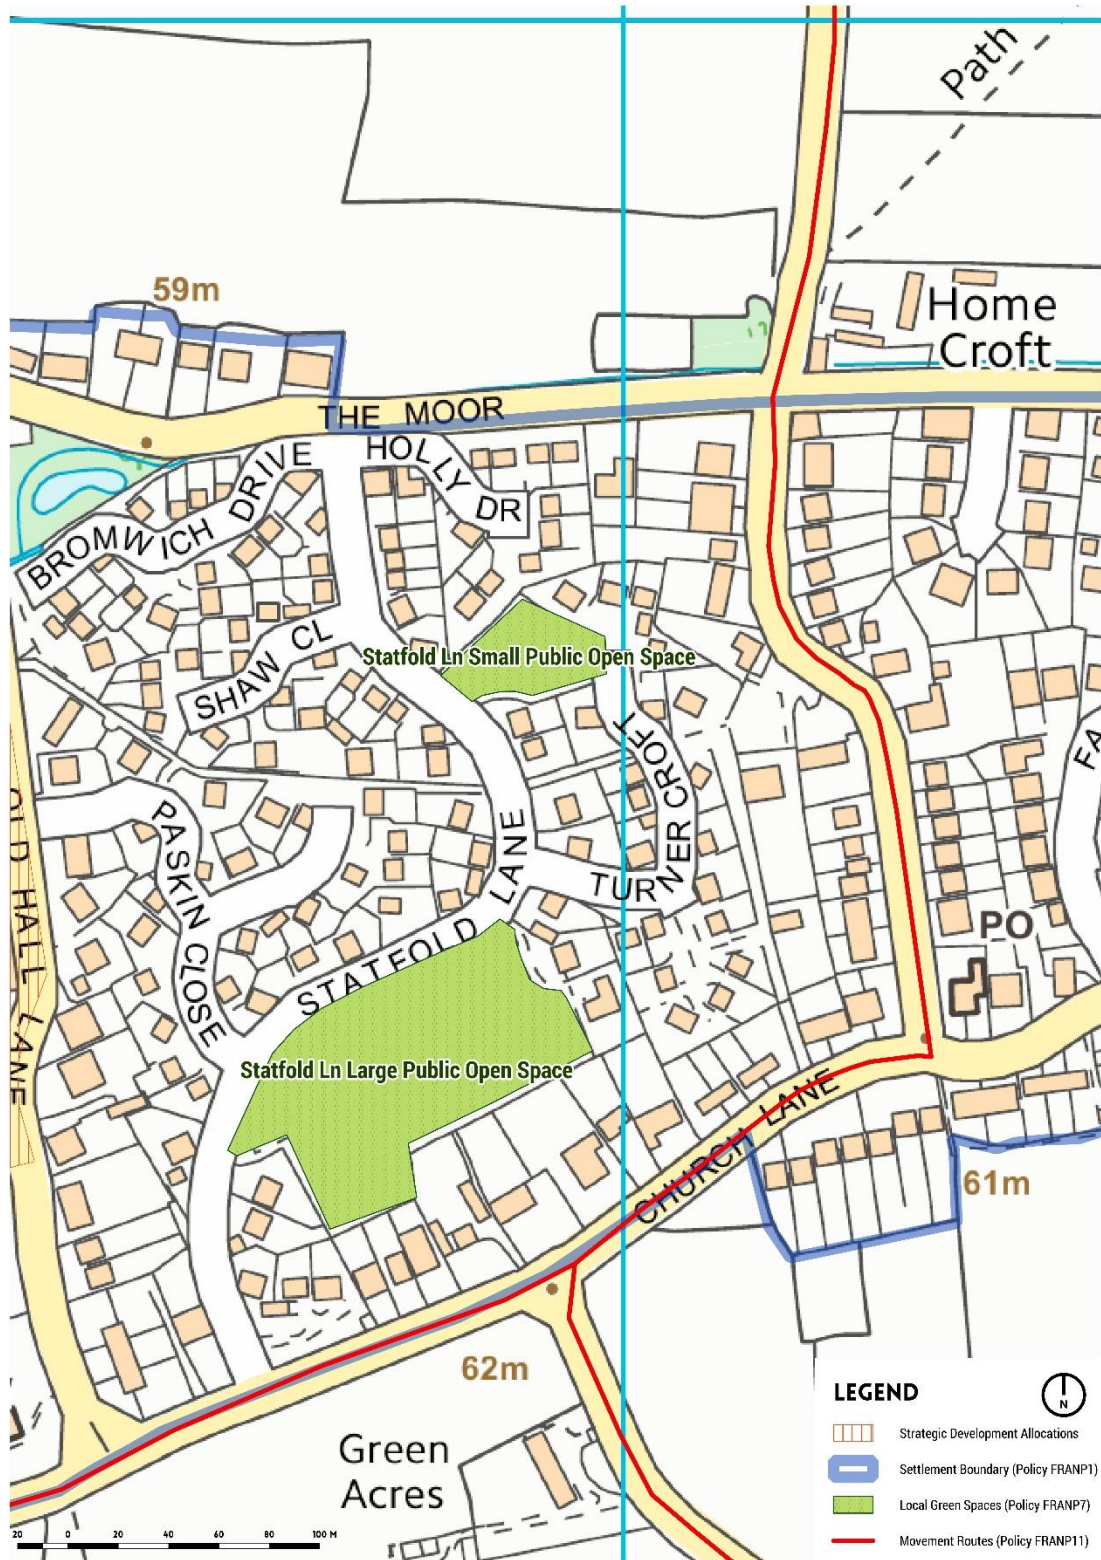 Path
59m
Home
Croft
THE MOOR
HOLLY DR
BROMWICH DRIVE
SHAW CL
Statfold Ln Small Public Open Space
TURNER CROFT
FA
PASKIN CLOSE
OLD HALL LANE
STATFOLD LANE
PO
Statfold Ln Large Public Open Space
CHURCH LANE
61m
62m
Green
Acres
LEGEND
N
Strategic Development Allocations
Settlement Boundary (Policy FRANP1)
Local Green Spaces (Policy FRANP7)
Movement Routes (Policy FRANP11)
20 0 20 40 60 80 100 M